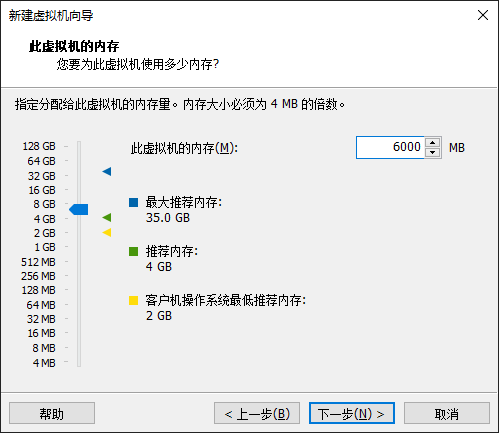 新建虚拟机向导
此虚拟机的内存
您要为此虚拟机使用多少内存?
指定分配给此虚拟机的内存量。内存大小必须为 4 MB 的倍数。
此虚拟机的内存(M): 6000 MB
128 GB
64 GB
32 GB
16 GB
8 GB
4 GB
2 GB
1 GB
512 MB
256 MB
128 MB
64 MB
32 MB
16 MB
8 MB
4 MB
最大推荐内存:
35.0 GB
推荐内存:
4 GB
客户机操作系统最低推荐内存:
2 GB
帮助 < 上一步(B) 下一步(N) > 取消